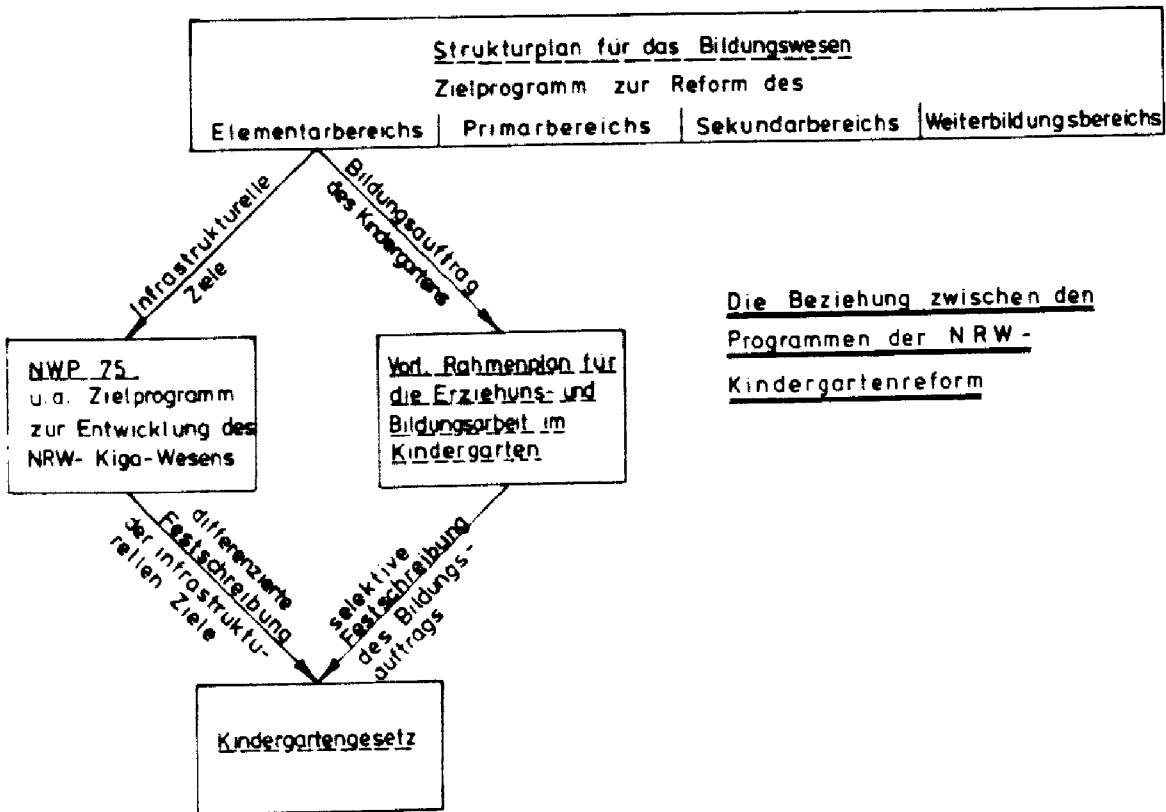 Strukturplan für das Bildungswesen
Zielprogramm zur Reform des
Elementarbereichs Primarbereichs Sekundarbereichs Weiterbildungsbereichs
Infrastrukturelle
Ziele
Bildungsauftrag
des Kindergartens
Die Beziehung zwischen den
Programmen der NRW-
Kindergartenreform
NWP 75
u.a. Zielprogramm
zur Entwicklung des
NRW- Kiga-Wesens
Vorl. Rahmenplan für
die Erziehuns- und
Bildungsarbeit im
Kindergarten
differenzierte
Festschreibung
der infrastruktu-
rellen Ziele
selektive
Festschreibung
des Bildungs-
auftrags
Kindergartengesetz